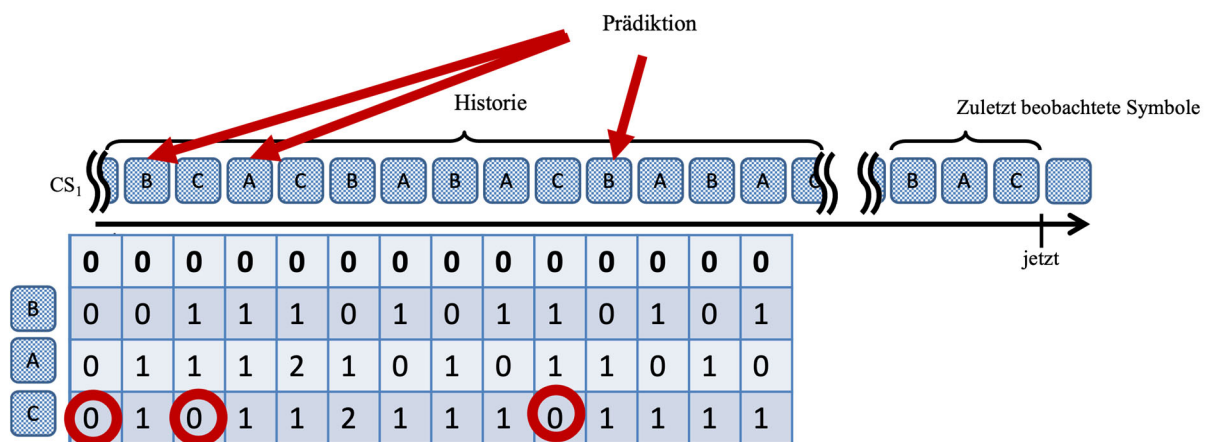 Prädiktion
Historie
Zuletzt beobachtete Symbole
CS1 B C A C B A B A C B A B A C B A C
jetzt
0 0 0 0 0 0 0 0 0 0 0 0 0 0
B 0 0 1 1 1 0 1 0 1 1 0 1 0 1
A 0 1 1 1 2 1 0 1 0 1 1 0 1 0
C 0 1 0 1 1 2 1 1 1 0 1 1 1 1